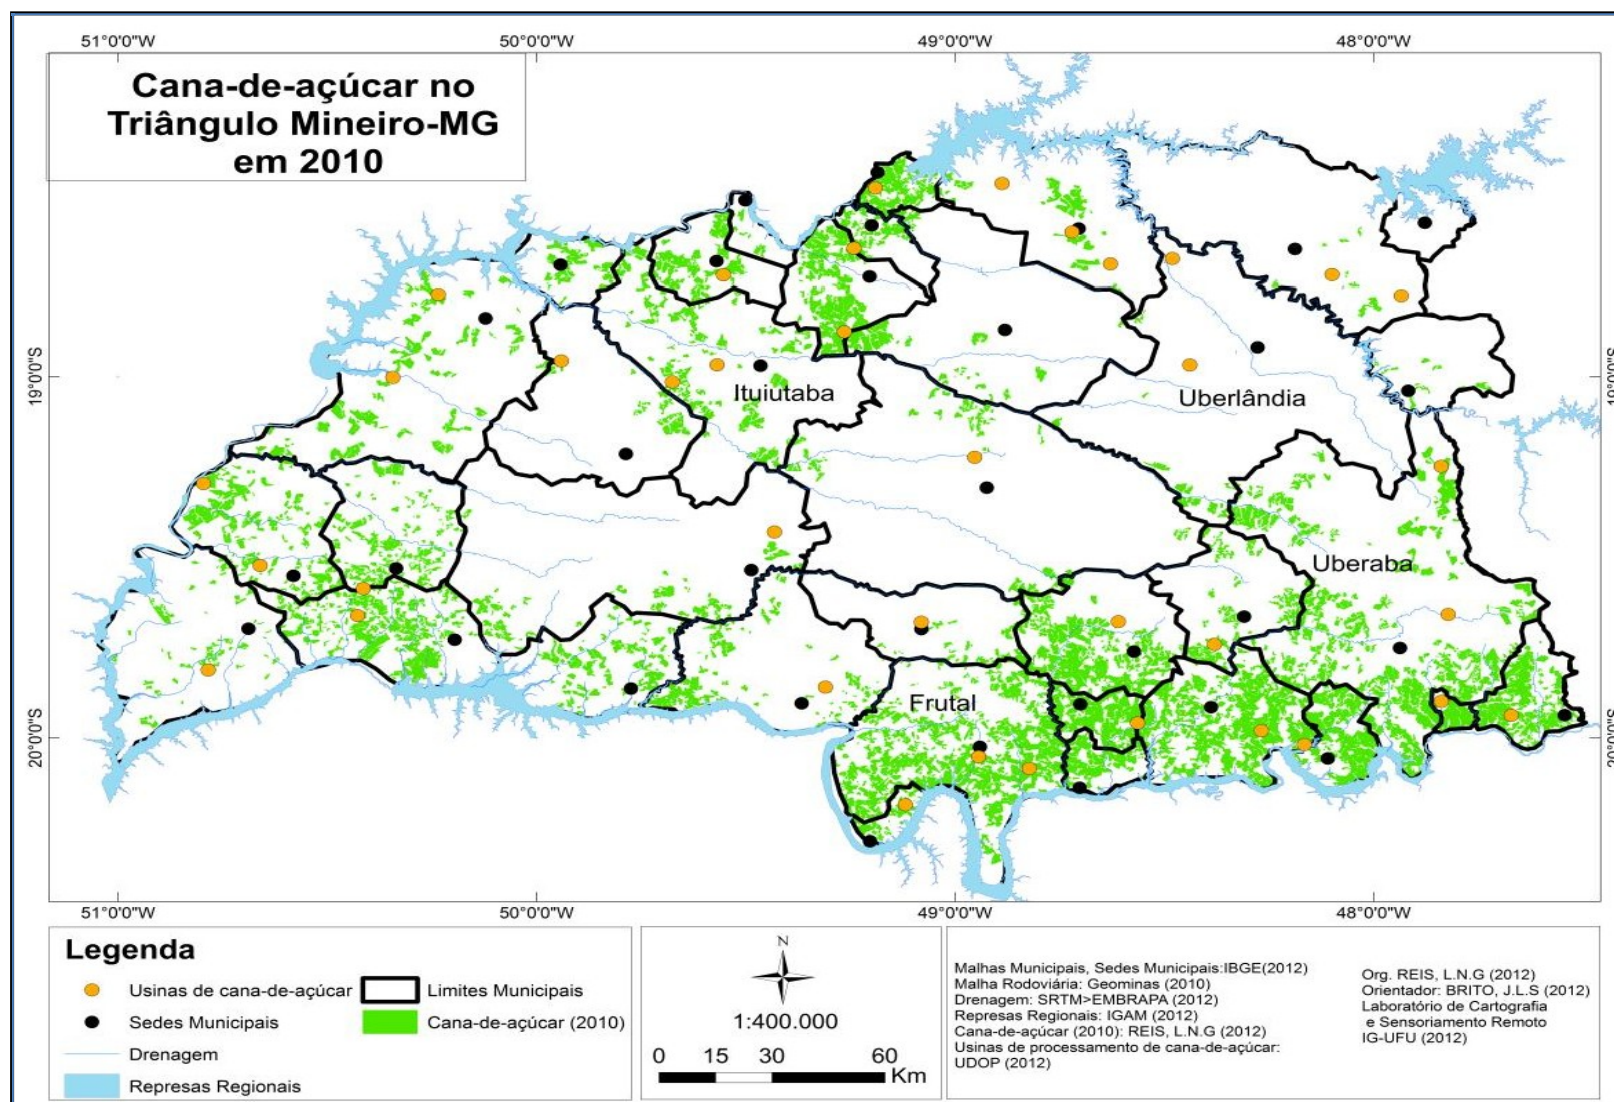 51°0'0"W
50°0'0"W
49°0'0"W
48°0'0"W
Cana-de-açúcar no
Triângulo Mineiro-MG
em 2010
19°0'0"S
19°0'0"S
Ituiutaba
Uberlândia
Uberaba
Frutal
20°0'0"S
20°0'0"S
51°0'0"W
50°0'0"W
49°0'0"W
48°0'0"W
Legenda
Usinas de cana-de-açúcar
Limites Municipais
Sedes Municipais
Cana-de-açúcar (2010)
Drenagem
Represas Regionais
N
1:400.000
0 15 30 60
Km
Malhas Municipais, Sedes Municipais:IBGE(2012)
Malha Rodoviária: Geominas (2010)
Drenagem: SRTM>EMBRAPA (2012)
Represas Regionais: IGAM (2012)
Cana-de-açúcar (2010): REIS, L.N.G (2012)
Usinas de processamento de cana-de-açúcar:
UDOP (2012)
Org. REIS, L.N.G (2012)
Orientador: BRITO, J.L.S (2012)
Laboratório de Cartografia
e Sensoriamento Remoto
IG-UFU (2012)